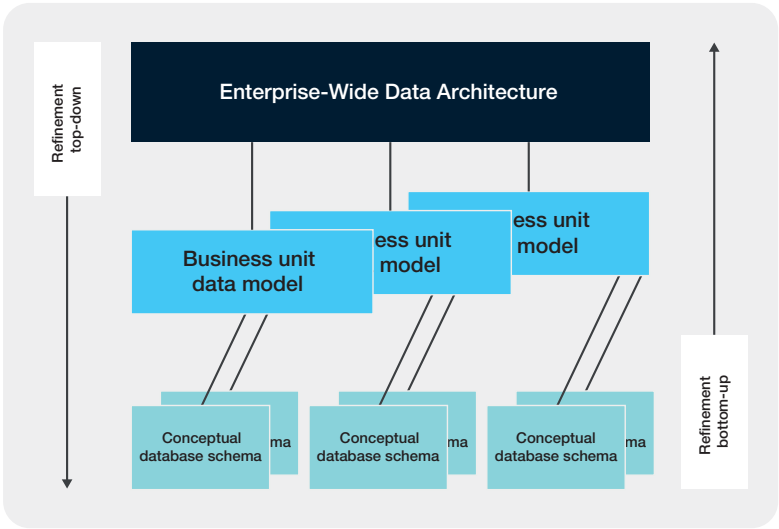 Refinement
top-down
Enterprise-Wide Data Architecture
Business unit
data model
ess unit
model
ess unit
model
Conceptual
database schema
ma
Conceptual
database schema
ma
Conceptual
database schema
ma
Refinement
bottom-up